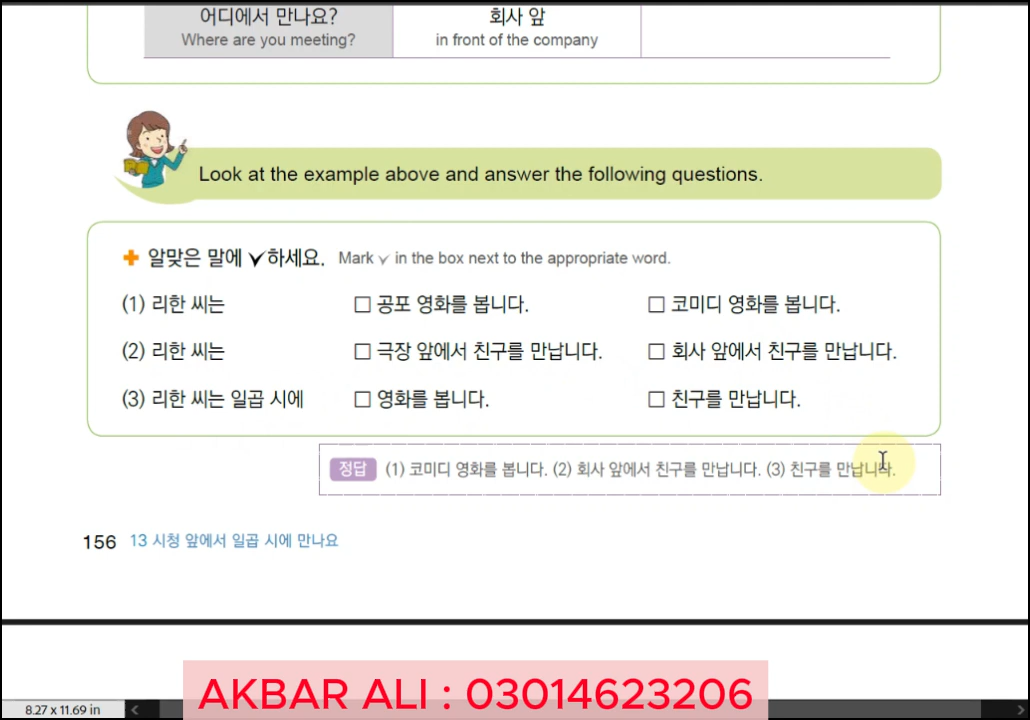 어디에서 만나요? 회사 앞
Where are you meeting? in front of the company
Look at the example above and answer the following questions.
✚ 알맞은 말에 ✓하세요. Mark ✓ in the box next to the appropriate word.
(1) 리한 씨는 □ 공포 영화를 봅니다. □ 코미디 영화를 봅니다.
(2) 리한 씨는 □ 극장 앞에서 친구를 만납니다. □ 회사 앞에서 친구를 만납니다.
(3) 리한 씨는 일곱 시에 □ 영화를 봅니다. □ 친구를 만납니다.
정답 (1) 코미디 영화를 봅니다. (2) 회사 앞에서 친구를 만납니다. (3) 친구를 만납니다.
156 13 시청 앞에서 일곱 시에 만나요
AKBAR ALI : 03014623206
8.27 x 11.69 in